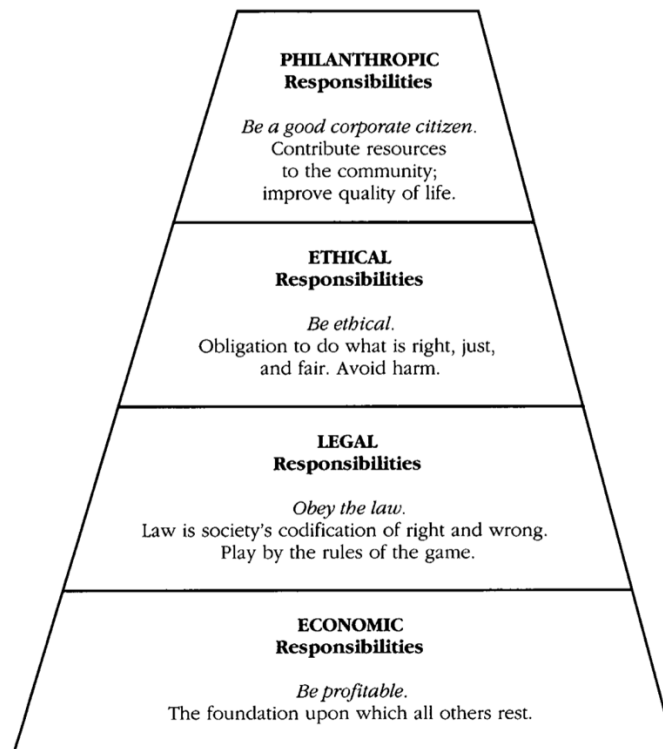 PHILANTHROPIC
Responsibilities
Be a good corporate citizen.
Contribute resources
to the community;
improve quality of life.
ETHICAL
Responsibilities
Be ethical.
Obligation to do what is right, just,
and fair. Avoid harm.
LEGAL
Responsibilities
Obey the law.
Law is society's codification of right and wrong.
Play by the rules of the game.
ECONOMIC
Responsibilities
Be profitable.
The foundation upon which all others rest.